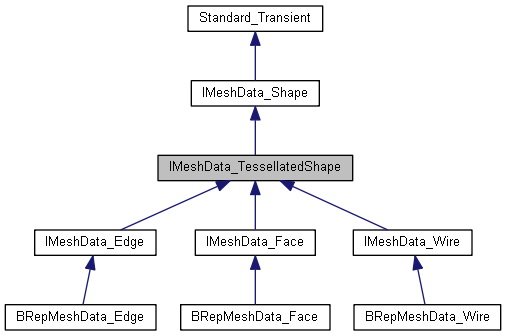 Standard_Transient
IMeshData_Shape
IMeshData_TessellatedShape
IMeshData_Edge
IMeshData_Face
IMeshData_Wire
BRepMeshData_Edge
BRepMeshData_Face
BRepMeshData_Wire